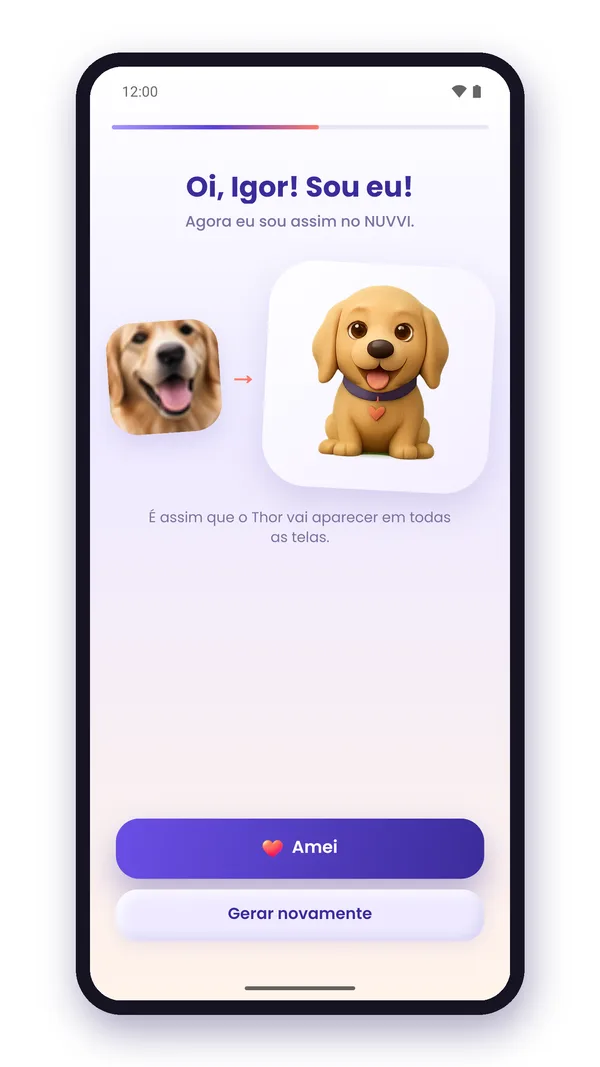 12:00
Oi, Igor! Sou eu!
Agora eu sou assim no NUVVI.
É assim que o Thor vai aparecer em todas
as telas.
Amei
Gerar novamente